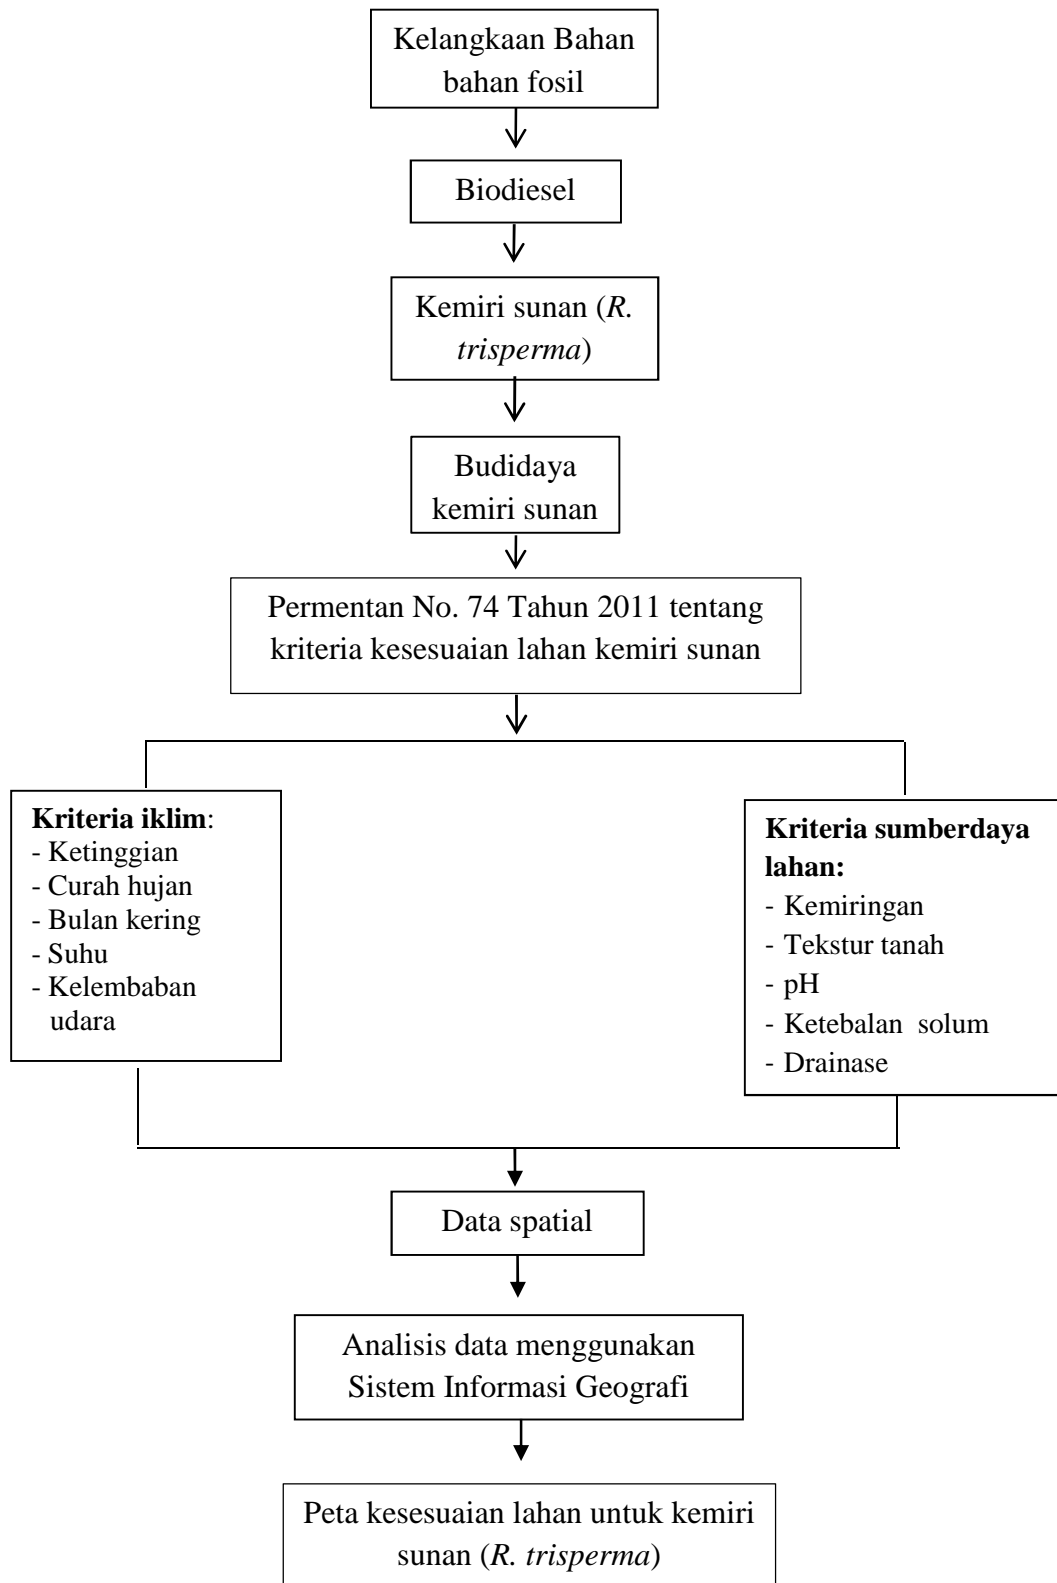 Kelangkaan Bahan
bahan fosil
Biodiesel
Kemiri sunan (R.
trisperma)
Budidaya
kemiri sunan
Permentan No. 74 Tahun 2011 tentang
kriteria kesesuaian lahan kemiri sunan
Kriteria iklim:
- Ketinggian
- Curah hujan
- Bulan kering
- Suhu
- Kelembaban
udara
Kriteria sumberdaya
lahan:
- Kemiringan
- Tekstur tanah
- pH
- Ketebalan  solum
- Drainase
Data spatial
Analisis data menggunakan
Sistem Informasi Geografi
Peta kesesuaian lahan untuk kemiri
sunan (R. trisperma)